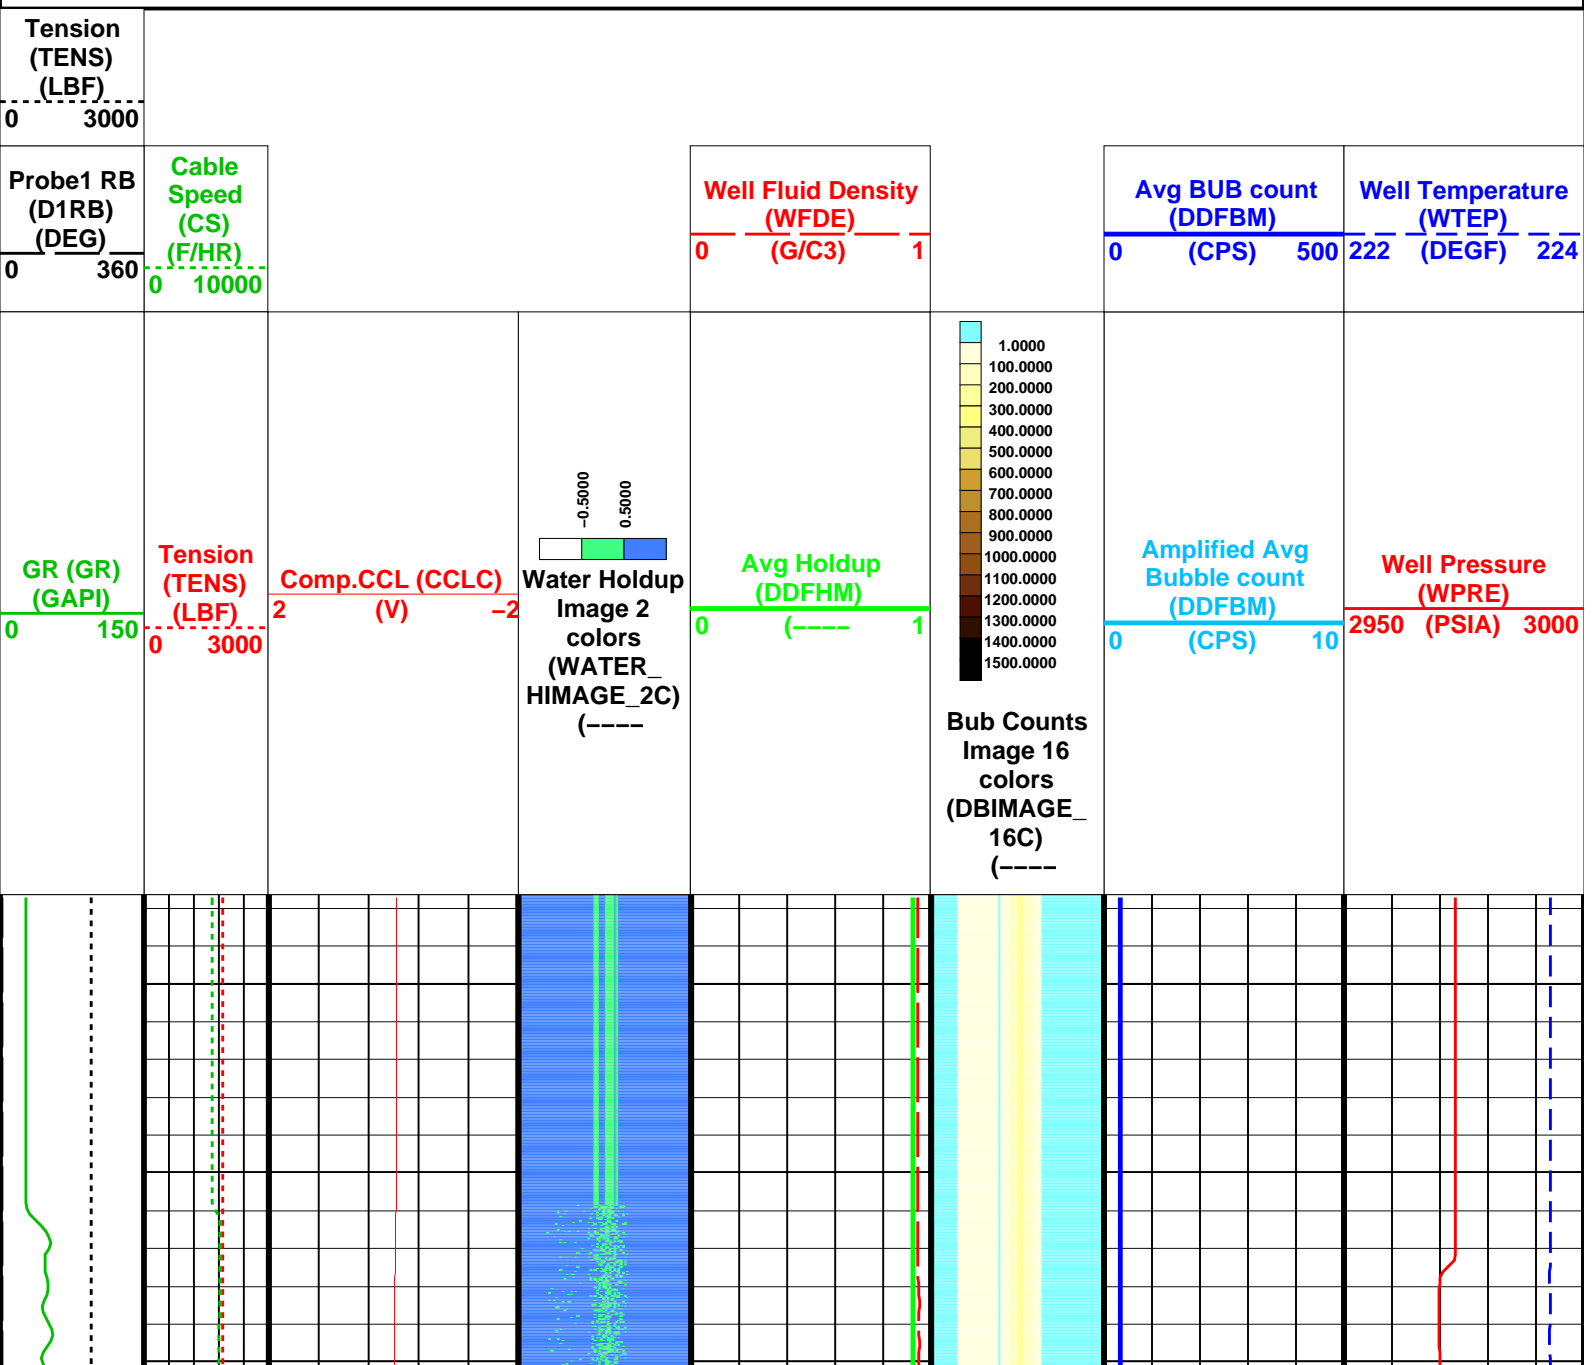 Tension
(TENS)
(LBF)
0 3000
Probe1 RB
(D1RB)
(DEG)
0 360
Cable
Speed
(CS)
(F/HR)
0 10000
Well Fluid Density
(WFDE)
0 (G/C3) 1
Avg BUB count
(DDFBM)
0 (CPS) 500
Well Temperature
(WTEP)
222 (DEGF) 224
GR (GR)
(GAPI)
0 150
Tension
(TENS)
(LBF)
0 3000
Comp.CCL (CCLC)
2 (V) −2
−0.5000
0.5000
Water Holdup
Image 2
colors
(WATER_
HIMAGE_2C)
(−−−−
Avg Holdup
(DDFHM)
0 (−−−− 1
1.0000
100.0000
200.0000
300.0000
400.0000
500.0000
600.0000
700.0000
800.0000
900.0000
1000.0000
1100.0000
1200.0000
1300.0000
1400.0000
1500.0000
Bub Counts
Image 16
colors
(DBIMAGE_
16C)
(−−−−
Amplified Avg
Bubble count
(DDFBM)
0 (CPS) 10
Well Pressure
(WPRE)
2950 (PSIA) 3000